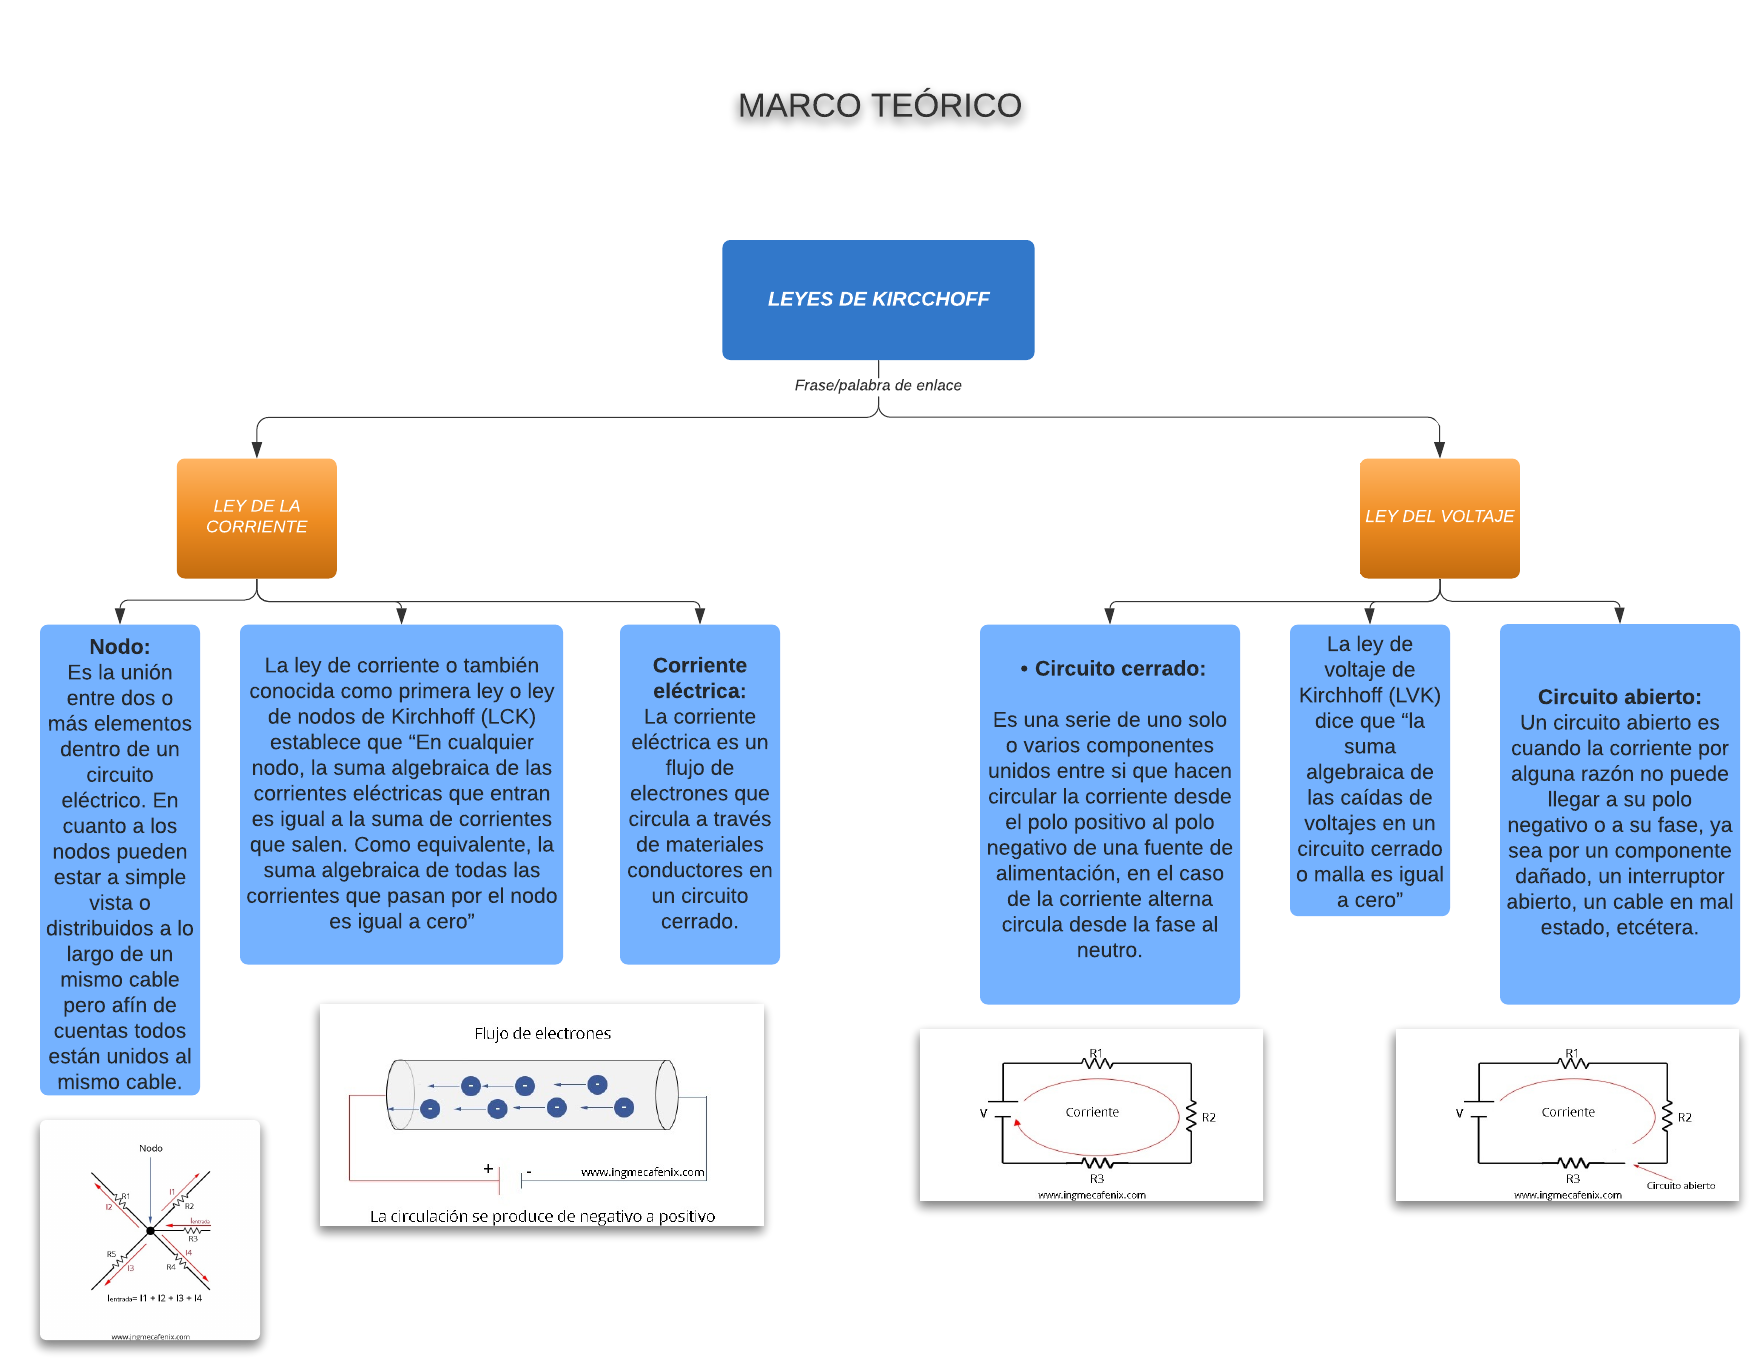 MARCO TEÓRICO
LEYES DE KIRCCHOFF
Frase/palabra de enlace
LEY DE LA
CORRIENTE
LEY DEL VOLTAJE
Nodo:
Es la unión
entre dos o
más elementos
dentro de un
circuito
eléctrico. En
cuanto a los
nodos pueden
estar a simple
vista o
distribuidos a lo
largo de un
mismo cable
pero afín de
cuentas todos
están unidos al
mismo cable.
La ley de corriente o también
conocida como primera ley o ley
de nodos de Kirchhoff (LCK)
establece que “En cualquier
nodo, la suma algebraica de las
corrientes eléctricas que entran
es igual a la suma de corrientes
que salen. Como equivalente, la
suma algebraica de todas las
corrientes que pasan por el nodo
es igual a cero”
Corriente
eléctrica:
La corriente
eléctrica es un
flujo de
electrones que
circula a través
de materiales
conductores en
un circuito
cerrado.
• Circuito cerrado:
Es una serie de uno solo
o varios componentes
unidos entre si que hacen
circular la corriente desde
el polo positivo al polo
negativo de una fuente de
alimentación, en el caso
de la corriente alterna
circula desde la fase al
neutro.
La ley de
voltaje de
Kirchhoff (LVK)
dice que “la
suma
algebraica de
las caídas de
voltajes en un
circuito cerrado
o malla es igual
a cero”
Circuito abierto:
Un circuito abierto es
cuando la corriente por
alguna razón no puede
llegar a su polo
negativo o a su fase, ya
sea por un componente
dañado, un interruptor
abierto, un cable en mal
estado, etcétera.
Nodo
R1
I2
I1
R2
Ientrada
R3
R5
I3
I4
R4
Ientrada= I1 + I2 + I3 + I4
www.ingmecafenix.com
Flujo de electrones
- - -
- - - -
+ -
www.ingmecafenix.com
La circulación se produce de negativo a positivo
R1
V
Corriente
R2
R3
www.ingmecafenix.com
R1
V
Corriente
R2
R3
Circuito abierto
www.ingmecafenix.com